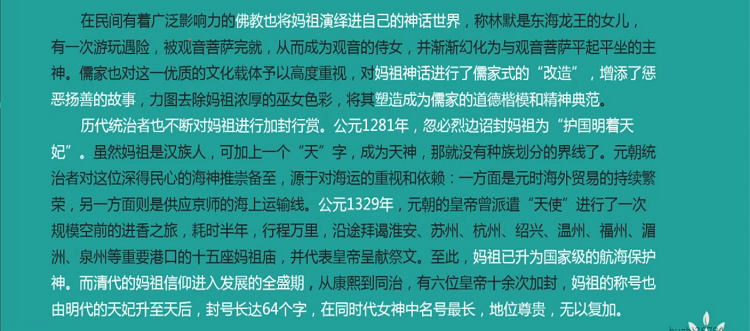 在民间有着广泛影响力的佛教也将妈祖演绎进自己的神话世界，称林默是东海龙王的女儿，
有一次游玩遇险，被观音菩萨完就，从而成为观音的侍女，并渐渐幻化为与观音菩萨平起平坐的主
神。儒家也对这一优质的文化载体予以高度重视，对妈祖神话进行了儒家式的“改造”，增添了惩
恶扬善的故事，力图去除妈祖浓厚的巫女色彩，将其塑造成为儒家的道德楷模和精神典范。
历代统治者也不断对妈祖进行加封行赏。公元1281年，忽必烈边诏封妈祖为“护国明着天
妃”。虽然妈祖是汉族人，可加上一个“天”字，成为天神，那就没有种族划分的界线了。元朝统
治者对这位深得民心的海神推崇备至，源于对海运的重视和依赖：一方面是元时海外贸易的持续繁
荣，另一方面则是供应京师的海上运输线。公元1329年，元朝的皇帝曾派遣“天使”进行了一次
规模空前的进香之旅，耗时半年，行程万里，沿途拜谒淮安、苏州、杭州、绍兴、温州、福州、湄
洲、泉州等重要港口的十五座妈祖庙，并代表皇帝呈献祭文。至此，妈祖已升为国家级的航海保护
神。而清代的妈祖信仰进入发展的全盛期，从康熙到同治，有六位皇帝十余次加封，妈祖的称号也
由明代的天妃升至天后，封号长达64个字，在同时代女神中名号最长，地位尊贵，无以复加。